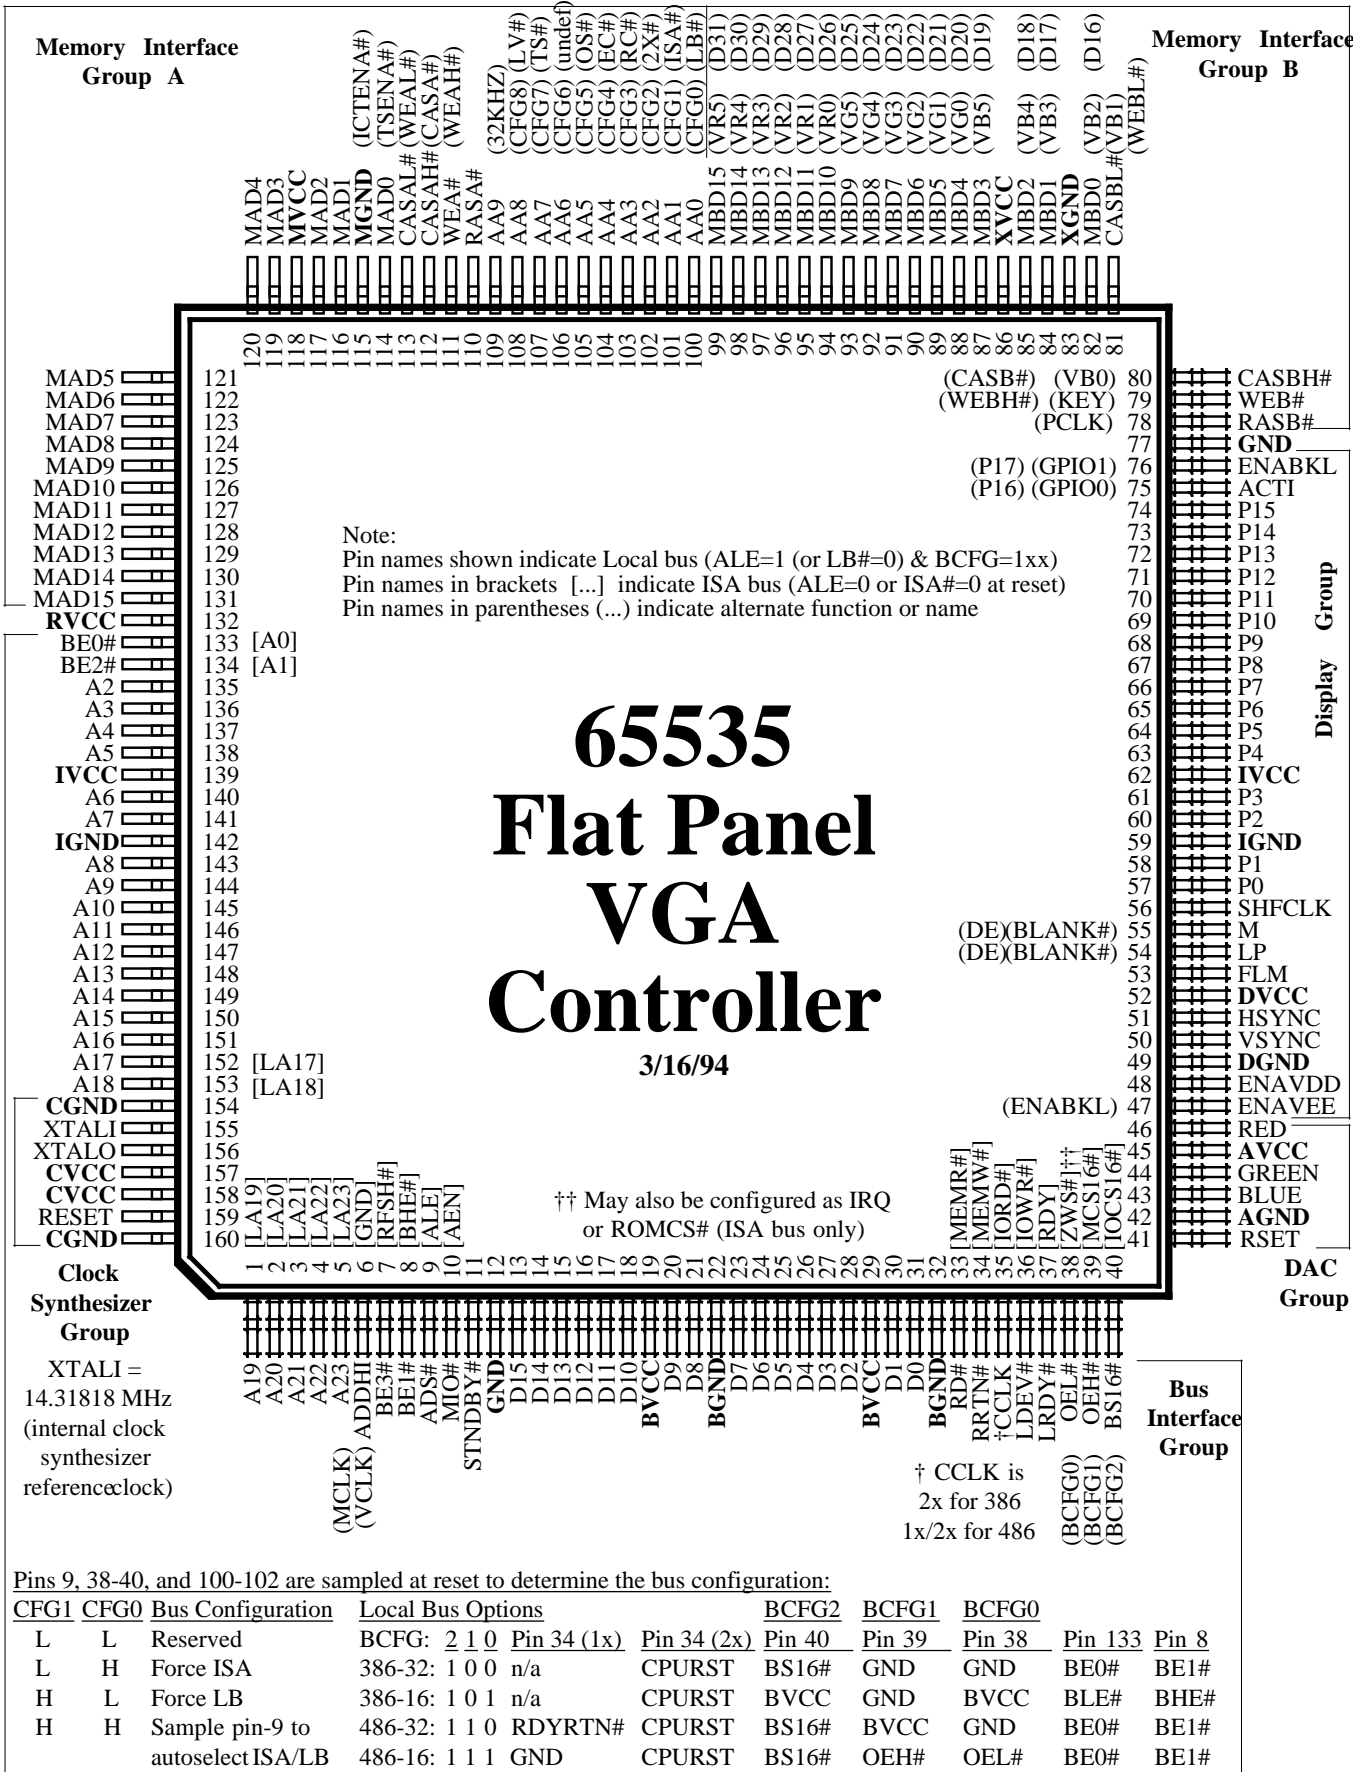 Memory Interface
Group A
Memory Interface
Group B
(ICTENA#)
(TSENA#)
(WEAL#)
(CASA#)
(WEAH#)
(32KHZ)
(CFG8) (LV#)
(CFG7) (TS#)
(CFG6) (undef)
(CFG5) (OS#)
(CFG4) (EC#)
(CFG3) (RC#)
(CFG2) (2X#)
(CFG1) (ISA#)
(CFG0) (LB#)
(VR5) (D31)
(VR4) (D30)
(VR3) (D29)
(VR2) (D28)
(VR1) (D27)
(VR0) (D26)
(VG5) (D25)
(VG4) (D24)
(VG3) (D23)
(VG2) (D22)
(VG1) (D21)
(VG0) (D20)
(VB5) (D19)
(VB4) (D18)
(VB3) (D17)
(VB2) (D16)
(VB1)
(WEBL#)
MAD4
MAD3
MVCC
MAD2
MAD1
MGND
MAD0
CASAL#
CASAH#
WEA#
RASA#
AA9
AA8
AA7
AA6
AA5
AA4
AA3
AA2
AA1
AA0
MBD15
MBD14
MBD13
MBD12
MBD11
MBD10
MBD9
MBD8
MBD7
MBD6
MBD5
MBD4
MBD3
XVCC
MBD2
MBD1
XGND
MBD0
CASBL#
120
119
118
117
116
115
114
113
112
111
110
109
108
107
106
105
104
103
102
101
100
99
98
97
96
95
94
93
92
91
90
89
88
87
86
85
84
83
82
81
MAD5 121
MAD6 122
MAD7 123
MAD8 124
MAD9 125
MAD10 126
MAD11 127
MAD12 128
MAD13 129
MAD14 130
MAD15 131
RVCC 132
BE0# 133 [A0]
BE2# 134 [A1]
A2 135
A3 136
A4 137
A5 138
IVCC 139
A6 140
A7 141
IGND 142
A8 143
A9 144
A10 145
A11 146
A12 147
A13 148
A14 149
A15 150
A16 151
A17 152 [LA17]
A18 153 [LA18]
CGND 154
XTALI 155
XTALO 156
CVCC 157
CVCC 158
RESET 159
CGND 160
(CASB#) (VB0) 80 CASBH#
(WEBH#) (KEY) 79 WEB#
(PCLK) 78 RASB#
77 GND
(P17) (GPIO1) 76 ENABKL
(P16) (GPIO0) 75 ACTI
74 P15
73 P14
72 P13
71 P12
70 P11
69 P10
68 P9
67 P8
66 P7
65 P6
64 P5
63 P4
62 IVCC
61 P3
60 P2
59 IGND
58 P1
57 P0
56 SHFCLK
(DE)(BLANK#) 55 M
(DE)(BLANK#) 54 LP
53 FLM
52 DVCC
51 HSYNC
50 VSYNC
49 DGND
48 ENAVDD
(ENABKL) 47 ENAVEE
46 RED
45 AVCC
44 GREEN
43 BLUE
42 AGND
41 RSET
Display Group
DAC
Group
Note:
Pin names shown indicate Local bus (ALE=1 (or LB#=0) & BCFG=1xx)
Pin names in brackets [...] indicate ISA bus (ALE=0 or ISA#=0 at reset)
Pin names in parentheses (...) indicate alternate function or name
65535
Flat Panel
VGA
Controller
3/16/94
†† May also be configured as IRQ
or ROMCS# (ISA bus only)
[LA19]
[LA20]
[LA21]
[LA22]
[LA23]
[GND]
[RFSH#]
[BHE#]
[ALE]
[AEN]
[MEMR#]
[MEMW#]
[IORD#]
[IOWR#]
[RDY]
[ZWS#]††
[MCS16#]
[IOCS16#]
1
2
3
4
5
6
7
8
9
10
11
12
13
14
15
16
17
18
19
20
21
22
23
24
25
26
27
28
29
30
31
32
33
34
35
36
37
38
39
40
A19
A20
A21
A22
A23
ADDHI
BE3#
BE1#
ADS#
MIO#
STNDBY#
GND
D15
D14
D13
D12
D11
D10
BVCC
D9
D8
BGND
D7
D6
D5
D4
D3
D2
BVCC
D1
D0
BGND
RD#
RRTN#
†CCLK
LDEV#
LRDY#
OEL#
OEH#
BS16#
(MCLK)
(VCLK)
(BCFG0)
(BCFG1)
(BCFG2)
Clock
Synthesizer
Group
XTALI =
14.31818 MHz
(internal clock
synthesizer
reference clock)
† CCLK is
2x for 386
1x/2x for 486
Bus
Interface
Group
Pins 9, 38-40, and 100-102 are sampled at reset to determine the bus configuration:
CFG1 CFG0 Bus Configuration Local Bus Options BCFG2 BCFG1 BCFG0
L L Reserved BCFG: 2 1 0 Pin 34 (1x) Pin 34 (2x) Pin 40 Pin 39 Pin 38 Pin 133 Pin 8
L H Force ISA 386-32: 1 0 0 n/a CPURST BS16# GND GND BE0# BE1#
H L Force LB 386-16: 1 0 1 n/a CPURST BVCC GND BVCC BLE# BHE#
H H Sample pin-9 to 486-32: 1 1 0 RDYRTN# CPURST BS16# BVCC GND BE0# BE1#
autoselect ISA/LB 486-16: 1 1 1 GND CPURST BS16# OEH# OEL# BE0# BE1#